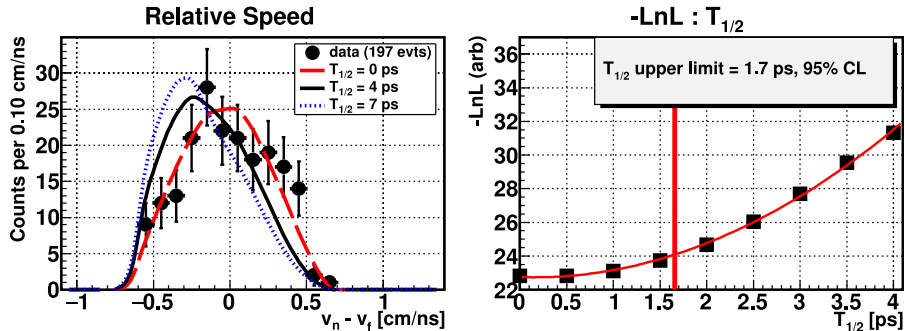 Relative Speed
Counts per 0.10 cm/ns
30
25
20
15
10
5
0
data (197 evts)
T1/2 = 0 ps
T1/2 = 4 ps
T1/2 = 7 ps
-1 -0.5 0 0.5 1
vn - vf [cm/ns]
-LnL : T1/2
-LnL (arb)
36
34
32
30
28
26
24
22
T1/2 upper limit = 1.7 ps, 95% CL
0 0.5 1 1.5 2 2.5 3 3.5 4
T1/2 [ps]